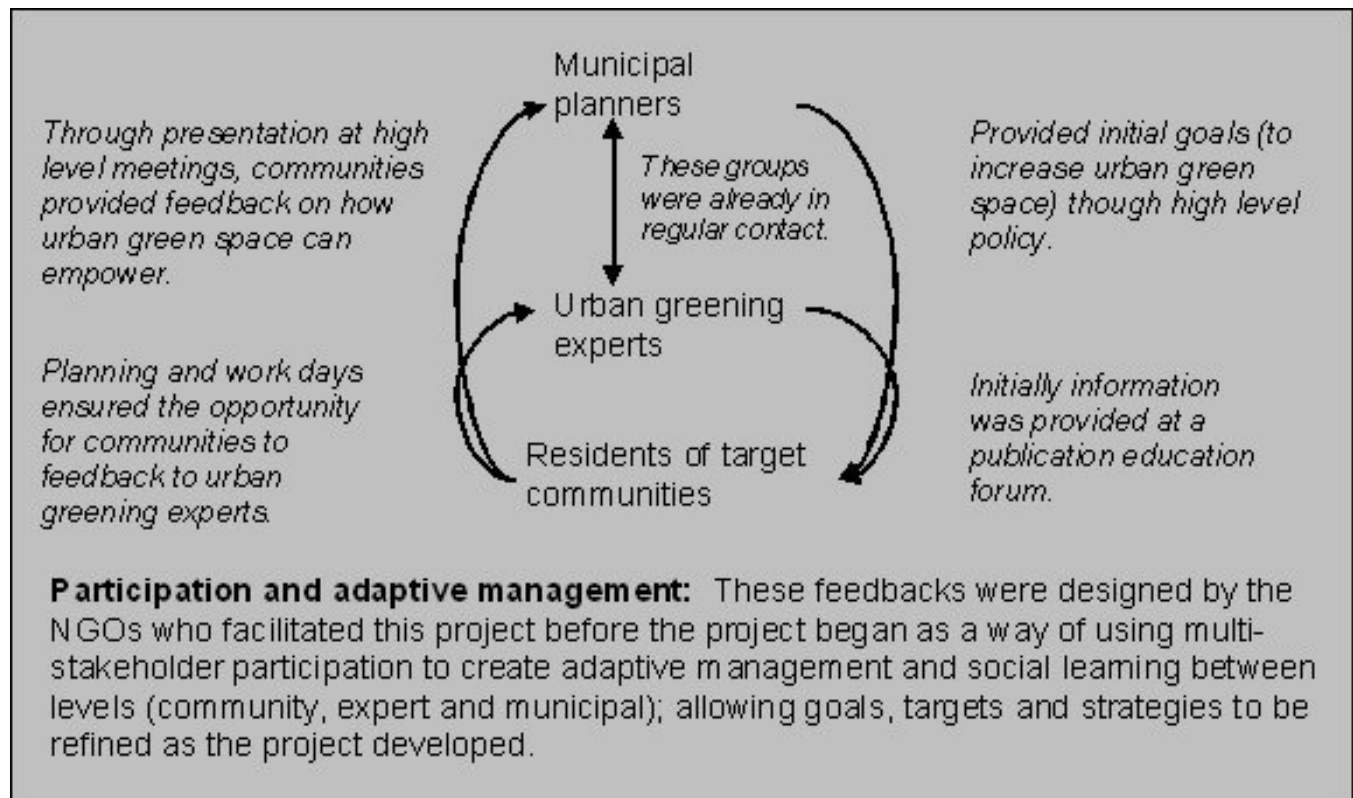 Municipal
planners
Through presentation at high
level meetings, communities
provided feedback on how
urban green space can
empower.
These groups
were already in
regular contact.
Provided initial goals (to
increase urban green
space) though high level
policy.
Urban greening
experts
Planning and work days
ensured the opportunity
for communities to
feedback to urban
greening experts.
Initially information
was provided at a
publication education
forum.
Residents of target
communities
Participation and adaptive management: These feedbacks were designed by the
NGOs who facilitated this project before the project began as a way of using multi-
stakeholder participation to create adaptive management and social learning between
levels (community, expert and municipal); allowing goals, targets and strategies to be
refined as the project developed.